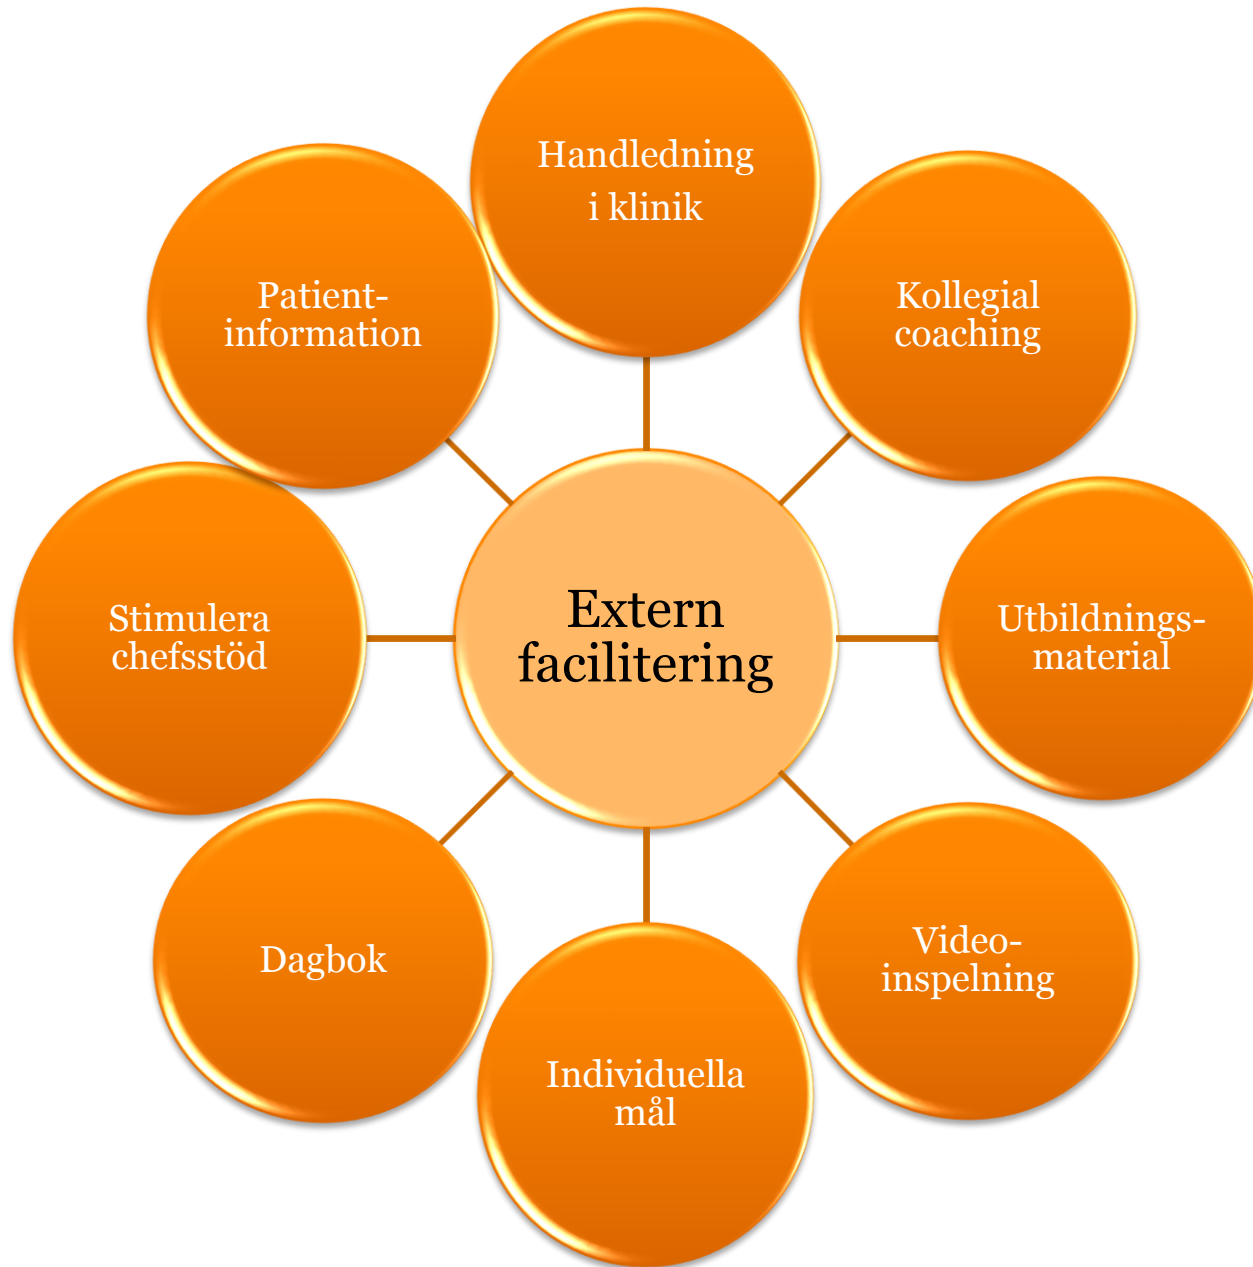 Handledning
i klinik
Kollegial
coaching
Utbildnings-
material
Video-
inspelning
Individuella
mål
Dagbok
Stimulera
chefsstöd
Patient-
information
Extern
facilitering